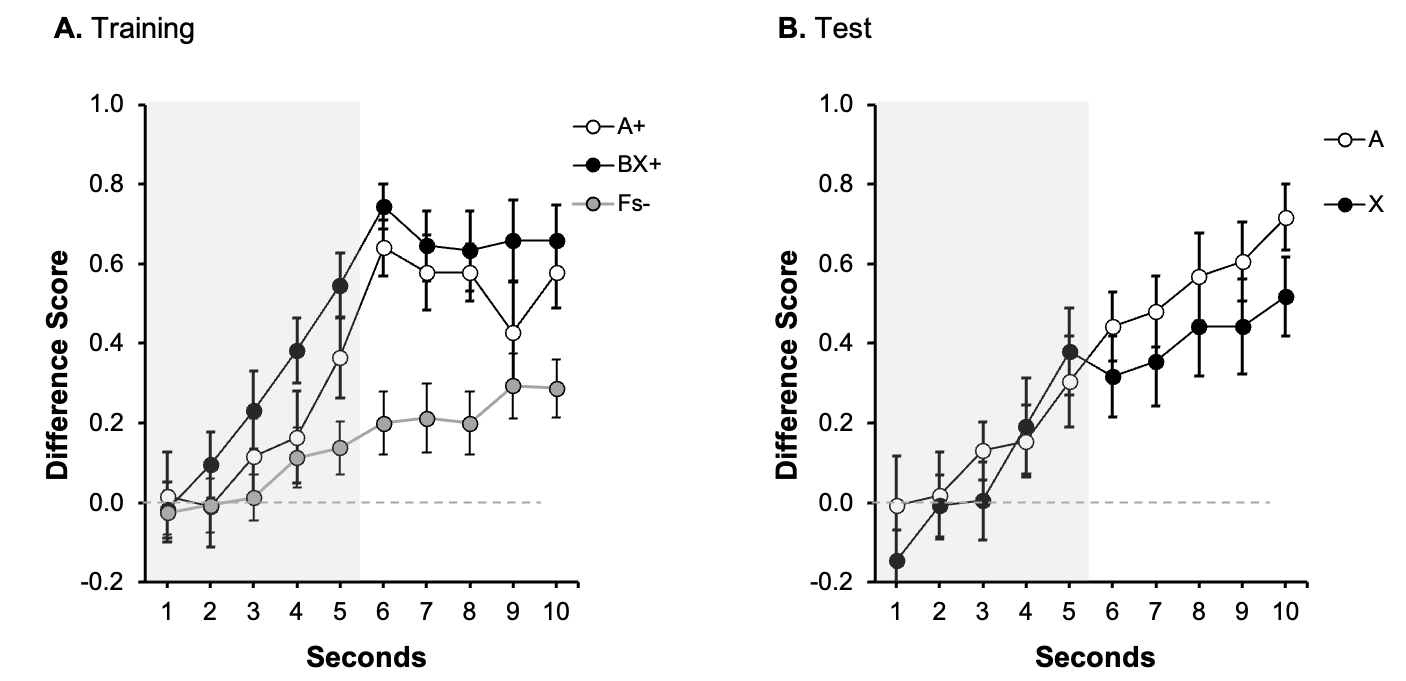 A. Training
1.0
0.8
0.6
0.4
0.2
0.0
-0.2
Difference Score
1 2 3 4 5 6 7 8 9 10
Seconds
A+
BX+
Fs-
B. Test
1.0
0.8
0.6
0.4
0.2
0.0
-0.2
Difference Score
1 2 3 4 5 6 7 8 9 10
Seconds
A
X